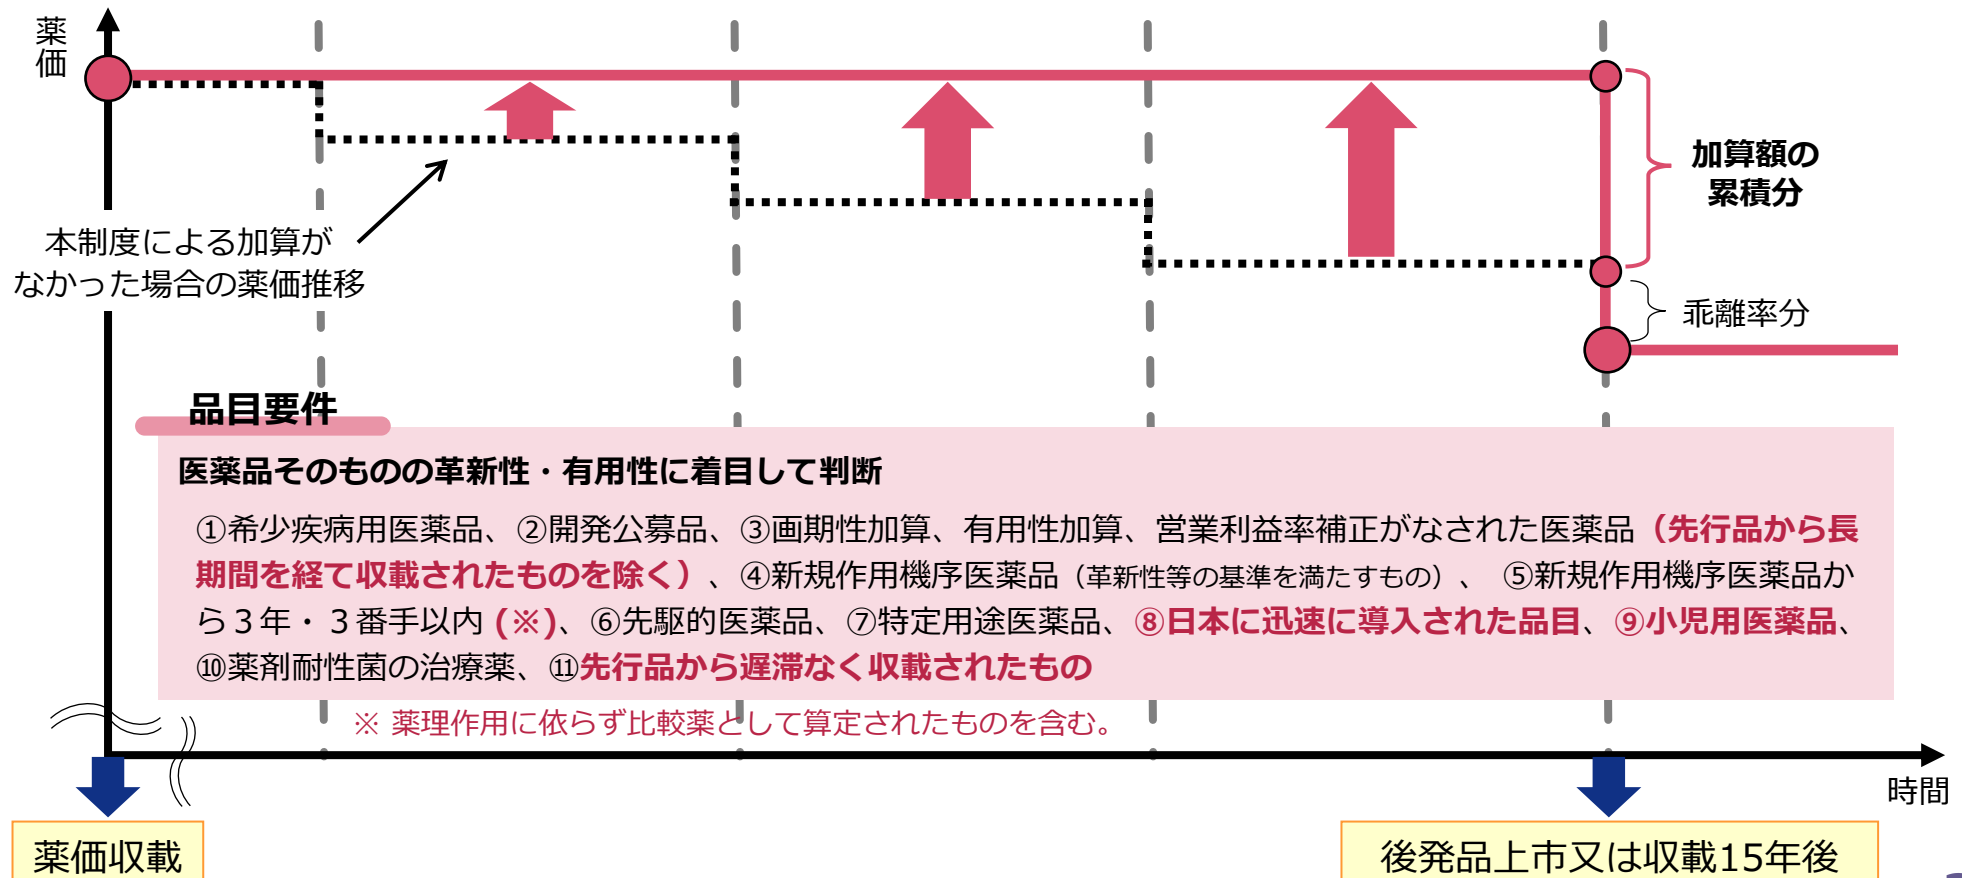 薬価
本制度による加算が
なかった場合の薬価推移
加算額の
累積分
乖離率分
品目要件
医薬品そのものの革新性・有用性に着目して判断
①希少疾病用医薬品、②開発公募品、③画期性加算、有用性加算、営業利益率補正がなされた医薬品（先行品から長
期間を経て収載されたものを除く）、④新規作用機序医薬品（革新性等の基準を満たすもの）、 ⑤新規作用機序医薬品か
ら３年・３番手以内 (※)、⑥先駆的医薬品、⑦特定用途医薬品、⑧日本に迅速に導入された品目、⑨小児用医薬品、
⑩薬剤耐性菌の治療薬、⑪先行品から遅滞なく収載されたもの
※ 薬理作用に依らず比較薬として算定されたものを含む。
時間
薬価収載
後発品上市又は収載15年後